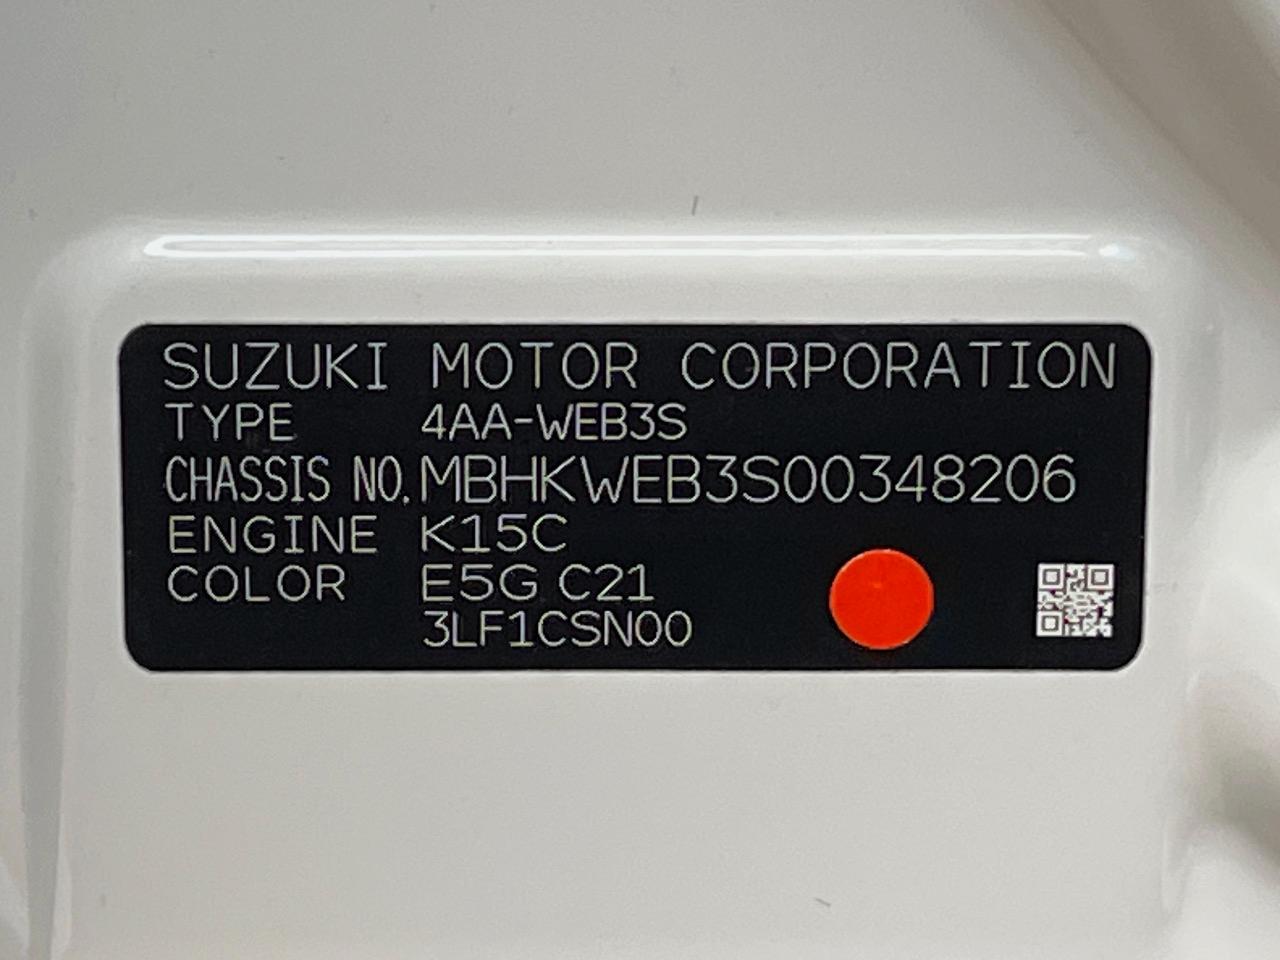 SUZUKI MOTOR CORPORATION
TYPE 4AA-WEB3S
CHASSIS NO. MBHKWEB3S00348206
ENGINE K15C
COLOR E5G C21
3LF1CSN00